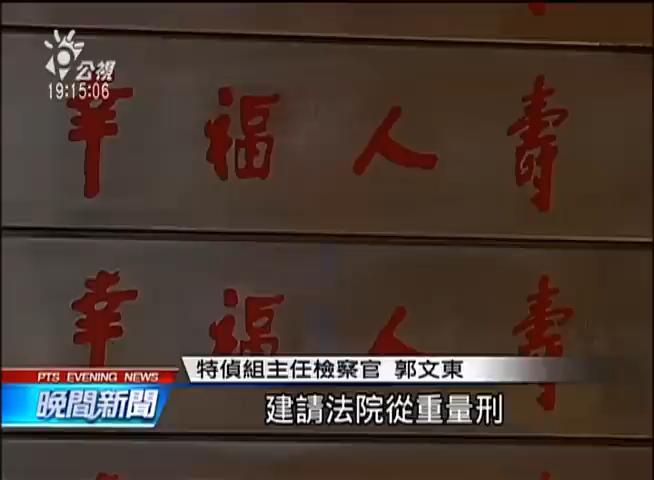 公視
19:15:06
幸福人壽
幸福人壽
特偵組主任檢察官 郭文東
PTS EVENING NEWS
晚間新聞
建請法院從重量刑